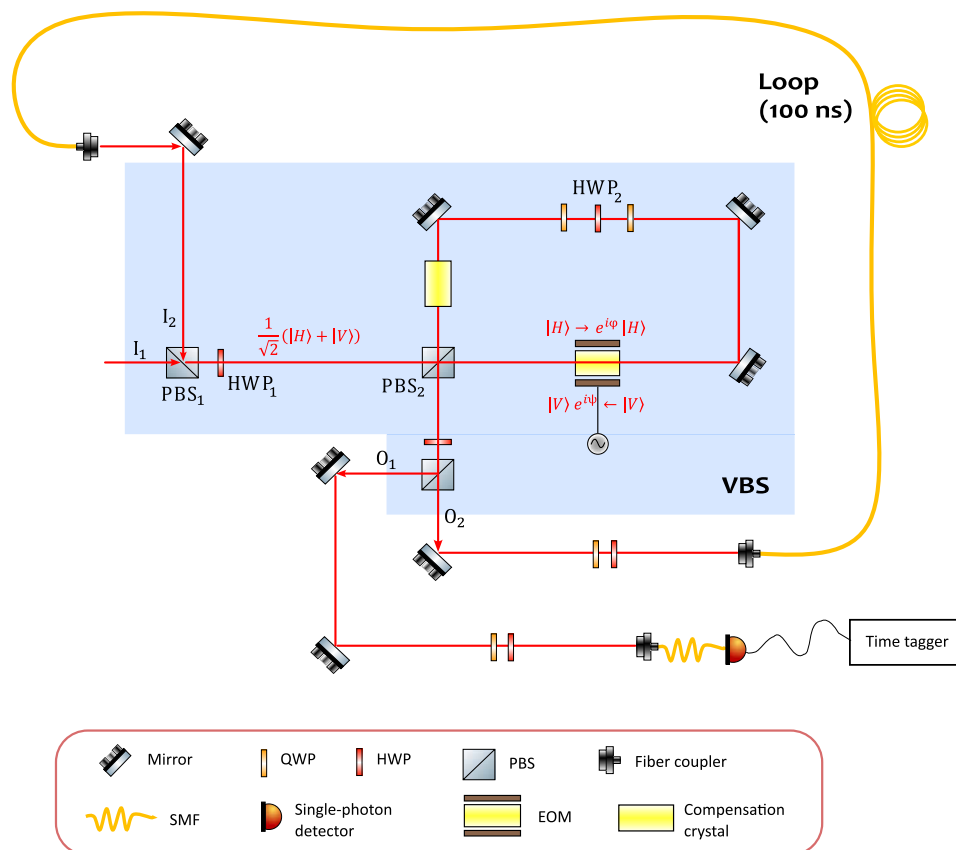 Loop
(100 ns)
HWP₂
I₂
1/√2 (|H⟩ + |V⟩)
|H⟩ → e^{iφ} |H⟩
I₁
PBS₁
HWP₁
PBS₂
|V⟩ e^{iψ} ← |V⟩
O₁
VBS
O₂
Time tagger
Mirror
QWP
HWP
PBS
Fiber coupler
SMF
Single-photon
detector
EOM
Compensation
crystal